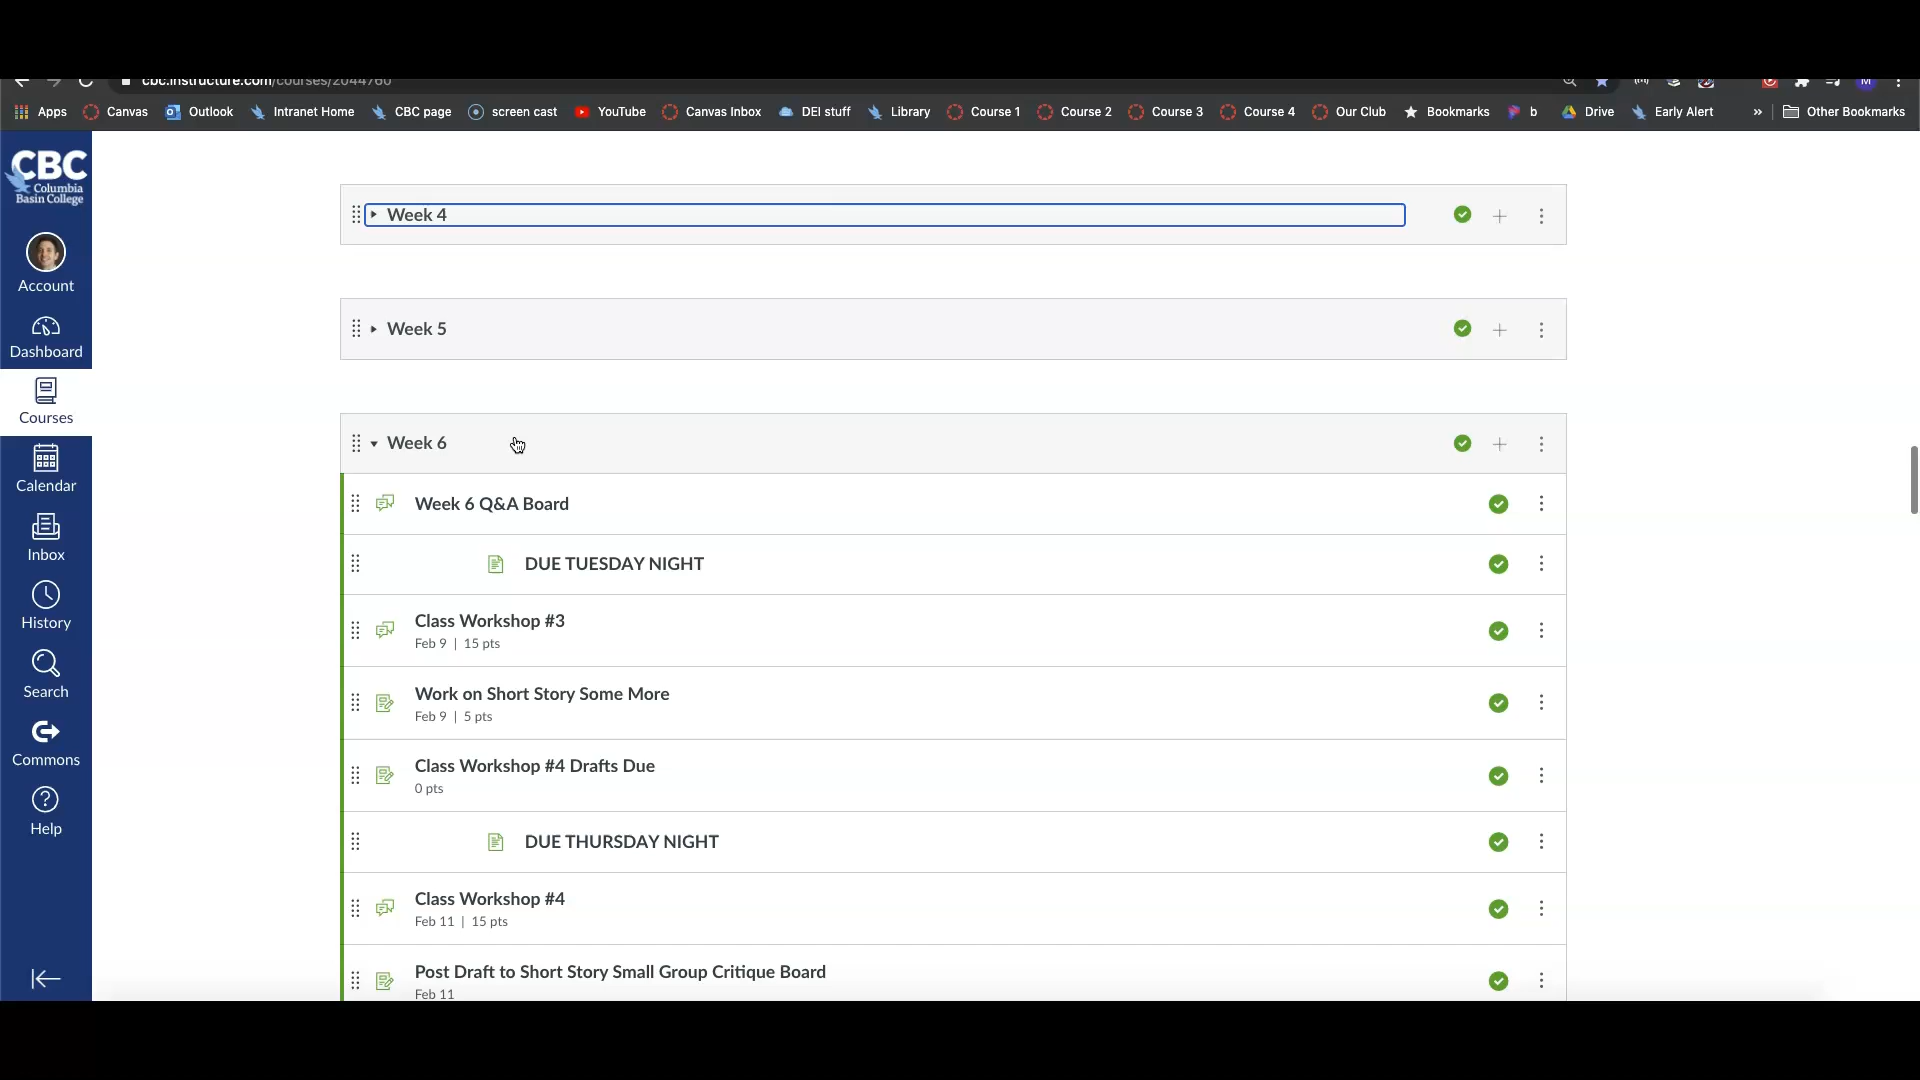 cbc.instructure.com/courses/2044760
Apps Canvas Outlook Intranet Home CBC page screen cast YouTube Canvas Inbox DEI stuff Library Course 1 Course 2 Course 3 Course 4 Our Club Bookmarks b Drive Early Alert » Other Bookmarks
CBC
Columbia
Basin College
Account
Dashboard
Courses
Calendar
Inbox
History
Search
Commons
Help
Week 4
Week 5
Week 6
Week 6 Q&A Board
DUE TUESDAY NIGHT
Class Workshop #3
Feb 9 | 15 pts
Work on Short Story Some More
Feb 9 | 5 pts
Class Workshop #4 Drafts Due
0 pts
DUE THURSDAY NIGHT
Class Workshop #4
Feb 11 | 15 pts
Post Draft to Short Story Small Group Critique Board
Feb 11